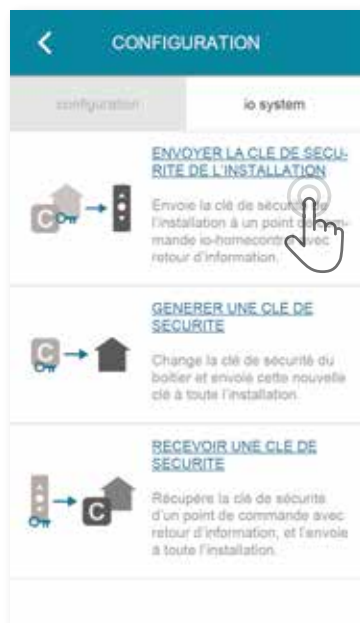 CONFIGURATION
configuration
io system
ENVOYER LA CLE DE SECU-
RITE DE L'INSTALLATION
Envoie la clé de sécurité de
l'installation à un point de com-
mande io-homecontrol avec
retour d'information.
GENERER UNE CLE DE
SECURITE
Change la clé de sécurité du
boîtier et envoie cette nouvelle
clé à toute l'installation.
RECEVOIR UNE CLE DE
SECURITE
Récupère la clé de sécurité
d'un point de commande avec
retour d'information, et l'envoie
à toute l'installation.
C
C
C